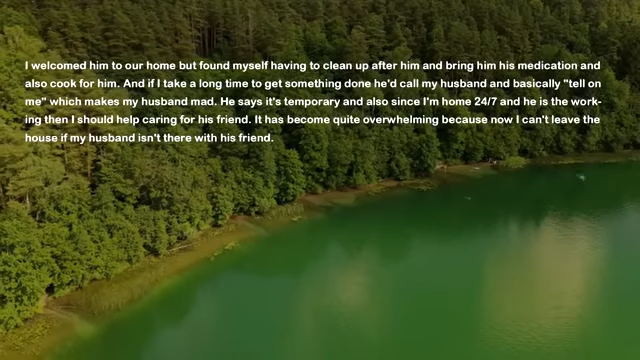 I welcomed him to our home but found myself having to clean up after him and bring him his medication and
also cook for him. And if I take a long time to get something done he'd call my husband and basically "tell on
me" which makes my husband mad. He says it's temporary and also since I'm home 24/7 and he is the work-
ing then I should help caring for his friend. It has become quite overwhelming because now I can't leave the
house if my husband isn't there with his friend.